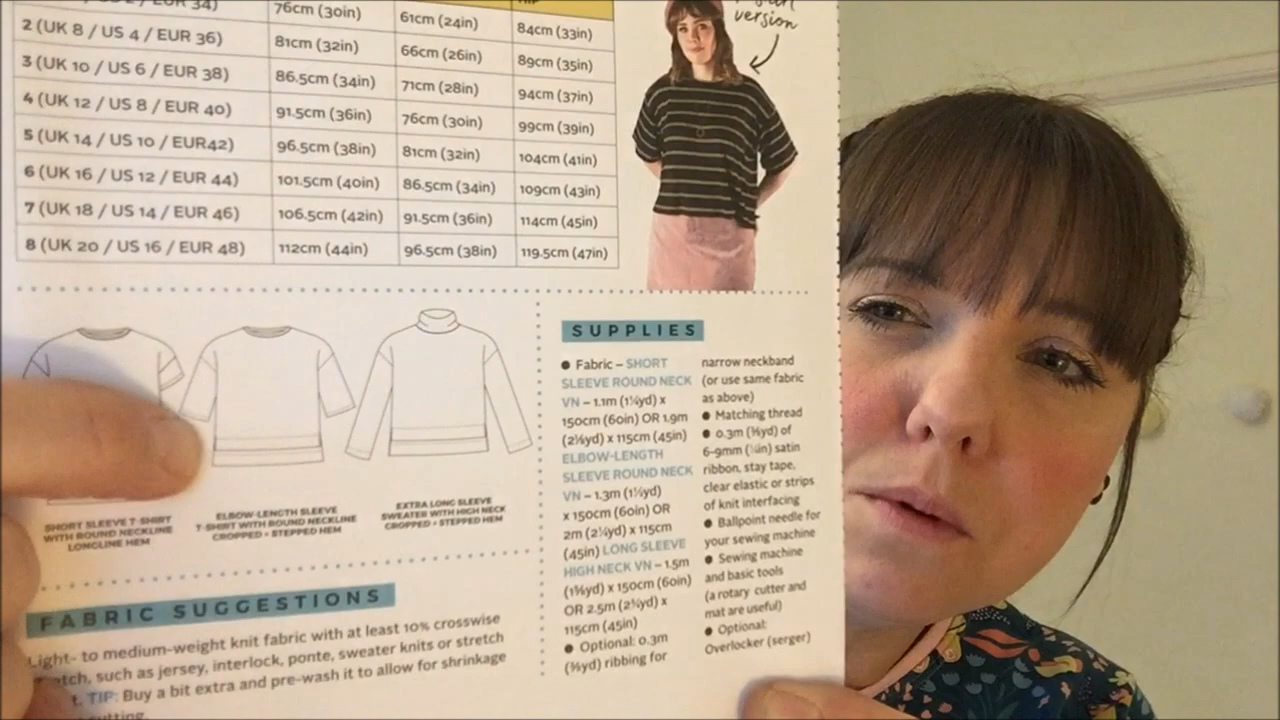 EUR 34)
76cm (30in)
61cm (24in)
84cm (33in)
2 (UK 8 / US 4 / EUR 36)
81cm (32in)
66cm (26in)
89cm (35in)
3 (UK 10 / US 6 / EUR 38)
86.5cm (34in)
71cm (28in)
94cm (37in)
4 (UK 12 / US 8 / EUR 40)
91.5cm (36in)
76cm (30in)
99cm (39in)
5 (UK 14 / US 10 / EUR42)
96.5cm (38in)
81cm (32in)
104cm (41in)
6 (UK 16 / US 12 / EUR 44)
101.5cm (40in)
86.5cm (34in)
109cm (43in)
7 (UK 18 / US 14 / EUR 46)
106.5cm (42in)
91.5cm (36in)
114cm (45in)
8 (UK 20 / US 16 / EUR 48)
112cm (44in)
96.5cm (38in)
119.5cm (47in)
version
SHORT SLEEVE T-SHIRT
WITH ROUND NECKLINE
LONGLINE HEM
ELBOW-LENGTH SLEEVE
T-SHIRT WITH ROUND NECKLINE
CROPPED + STEPPED HEM
EXTRA LONG SLEEVE
SWEATER WITH HIGH NECK
CROPPED + STEPPED HEM
FABRIC SUGGESTIONS
Light- to medium-weight knit fabric with at least 10% crosswise
such as jersey, interlock, ponte, sweater knits or stretch
TIP: Buy a bit extra and pre-wash it to allow for shrinkage
cutting.
SUPPLIES
● Fabric – SHORT
SLEEVE ROUND NECK
VN – 1.1m (1¼yd) x
150cm (60in) OR 1.9m
(2⅛yd) x 115cm (45in)
ELBOW-LENGTH
SLEEVE ROUND NECK
VN – 1.3m (1½yd)
x 150cm (60in) OR
2m (2¼yd) x 115cm
(45in) LONG SLEEVE
HIGH NECK VN – 1.5m
(1⅝yd) x 150cm (60in)
OR 2.5m (2¾yd) x
115cm (45in)
● Optional: 0.3m
(⅜yd) ribbing for
narrow neckband
(or use same fabric
as above)
● Matching thread
● 0.3m (⅜yd) of
6-9mm (¼in) satin
ribbon, stay tape,
clear elastic or strips
of knit interfacing
● Ballpoint needle for
your sewing machine
● Sewing machine
and basic tools
(a rotary cutter and
mat are useful)
● Optional:
Overlocker (serger)